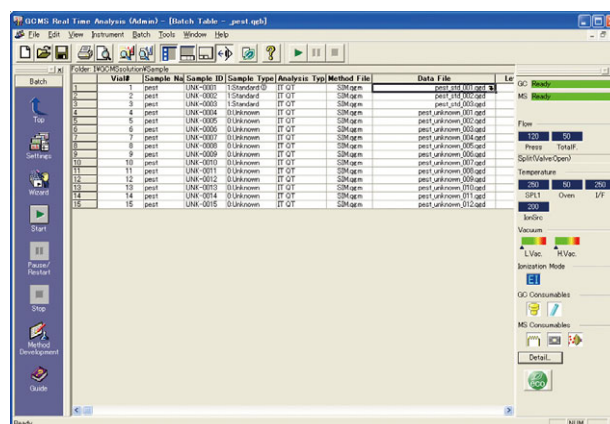 GCMS Real Time Analysis (Admin) - [Batch Table - _pest.qgb]
File Edit View Instrument Batch Tools Window Help
Folder: I¥GCMSsolution¥Sample
Batch
Top
Settings
Wizard
Start
Pause/
Restart
Stop
Method
Development
Guide
Vial# Sample Na Sample ID Sample Type Analysis Typ Method File Data File Le
1 1 pest UNK-0001 1:Standard IT QT SIM.qgm pest_std_001.qgd
2 2 pest UNK-0002 1:Standard IT QT SIM.qgm pest_std_002.qgd
3 3 pest UNK-0003 1:Standard IT QT SIM.qgm pest_std_003.qgd
4 4 pest UNK-0004 0:Unknown IT QT SIM.qgm pest_unknown_001.qgd
5 5 pest UNK-0005 0:Unknown IT QT SIM.qgm pest_unknown_002.qgd
6 6 pest UNK-0006 0:Unknown IT QT SIM.qgm pest_unknown_003.qgd
7 7 pest UNK-0007 0:Unknown IT QT SIM.qgm pest_unknown_004.qgd
8 8 pest UNK-0008 0:Unknown IT QT SIM.qgm pest_unknown_005.qgd
9 9 pest UNK-0009 0:Unknown IT QT SIM.qgm pest_unknown_006.qgd
10 10 pest UNK-0010 0:Unknown IT QT SIM.qgm pest_unknown_007.qgd
11 11 pest UNK-0011 0:Unknown IT QT SIM.qgm pest_unknown_008.qgd
12 12 pest UNK-0012 0:Unknown IT QT SIM.qgm pest_unknown_009.qgd
13 13 pest UNK-0013 0:Unknown IT QT SIM.qgm pest_unknown_010.qgd
14 14 pest UNK-0014 0:Unknown IT QT SIM.qgm pest_unknown_011.qgd
15 15 pest UNK-0015 0:Unknown IT QT SIM.qgm pest_unknown_012.qgd
GC Ready
MS Ready
Flow
120 50
Press TotalF.
Split(Valve:Open)
Temperature
250 50 250
SPL1 Oven I/F
200
IonSrc
Vacuum
L.Vac. H.Vac.
Ionization Mode
EI
GC Consumables
MS Consumables
Detail...
eco
Ready NUM